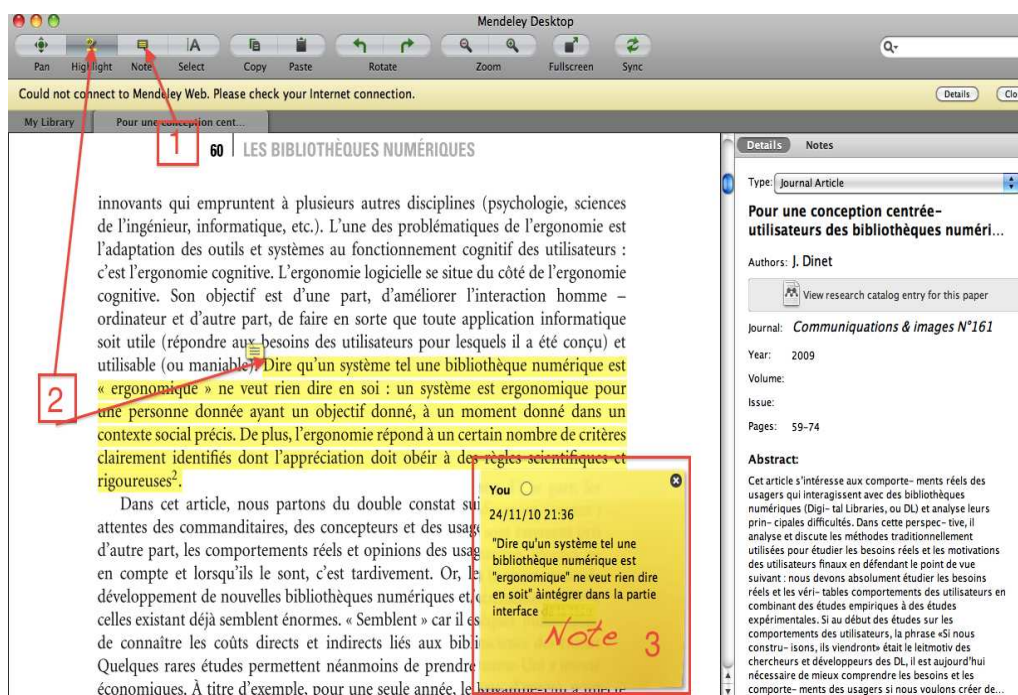 Mendeley Desktop
Pan Highlight Note Select Copy Paste Rotate Zoom Fullscreen Sync
Could not connect to Mendeley Web. Please check your Internet connection.
Details
Clo
My Library
Pour une conception cent...
1
60 | LES BIBLIOTHÈQUES NUMÉRIQUES
innovants qui empruntent à plusieurs autres disciplines (psychologie, sciences
de l'ingénieur, informatique, etc.). L'une des problématiques de l'ergonomie est
l'adaptation des outils et systèmes au fonctionnement cognitif des utilisateurs :
c'est l'ergonomie cognitive. L'ergonomie logicielle se situe du côté de l'ergonomie
cognitive. Son objectif est d'une part, d'améliorer l'interaction homme –
ordinateur et d'autre part, de faire en sorte que toute application informatique
soit utile (répondre aux besoins des utilisateurs pour lesquels il a été conçu) et
utilisable (ou maniable). Dire qu'un système tel une bibliothèque numérique est
« ergonomique » ne veut rien dire en soi : un système est ergonomique pour
une personne donnée ayant un objectif donné, à un moment donné dans un
contexte social précis. De plus, l'ergonomie répond à un certain nombre de critères
clairement identifiés dont l'appréciation doit obéir à des règles scientifiques et
rigoureuses².
2
Dans cet article, nous partons du double constat
attentes des commanditaires, des concepteurs et des
d'autre part, les comportements réels et opinions des
en compte et lorsqu'ils le sont, c'est tardivement. Or,
développement de nouvelles bibliothèques numériques
celles existant déjà semblent énormes. « Semblent » car il
de connaître les coûts directs et indirects liés aux
Quelques rares études permettent néanmoins de prendre
économiques. À titre d'exemple, pour une seule année, le
You
24/11/10 21:36
"Dire qu'un système tel une
bibliothèque numérique est
"ergonomique" ne veut rien dire
en soit" àintégrer dans la partie
interface
Note 3
Details Notes
Type: Journal Article
Pour une conception centrée-
utilisateurs des bibliothèques numéri...
Authors: J. Dinet
View research catalog entry for this paper
Journal: Communiquations & images N°161
Year: 2009
Volume:
Issue:
Pages: 59-74
Abstract:
Cet article s'intéresse aux comporte- ments réels des
usagers qui interagissent avec des bibliothèques
numériques (Digi- tal Libraries, ou DL) et analyse leurs
prin- cipales difficultés. Dans cette perspec- tive, il
analyse et discute les méthodes traditionnellement
utilisées pour étudier les besoins réels et les motivations
des utilisateurs finaux en défendant le point de vue
suivant : nous devons absolument étudier les besoins
réels et les véri- tables comportements des utilisateurs en
combinant des études empiriques à des études
expérimentales. Si au début des études sur les
comportements des utilisateurs, la phrase «Si nous
constru- isons, ils viendront» était le leitmotiv des
chercheurs et développeurs des DL, il est aujourd'hui
nécessaire de mieux comprendre les besoins et les
comporte- ments des usagers si nous voulons créer de...